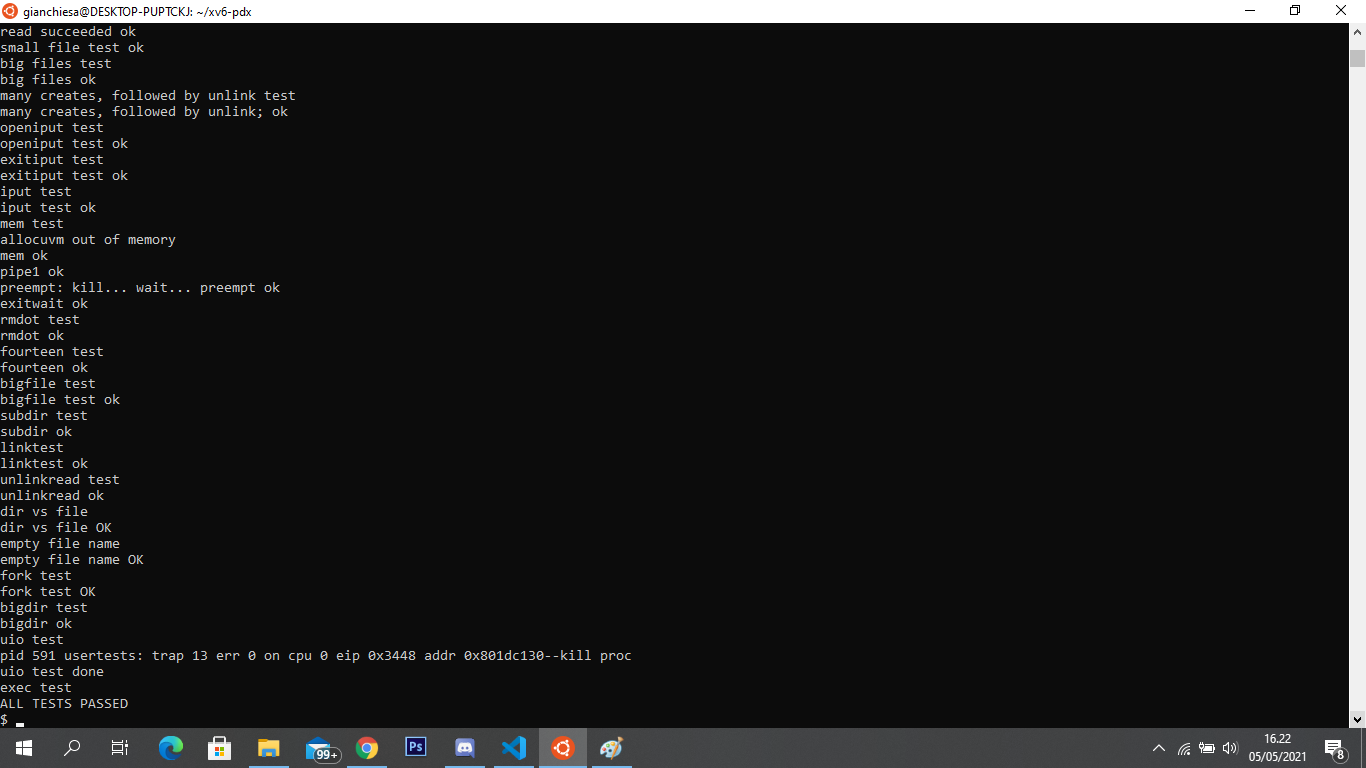 gianchiesa@DESKTOP-PUPTCKJ: ~/xv6-pdx
read succeeded ok
small file test ok
big files test
big files ok
many creates, followed by unlink test
many creates, followed by unlink; ok
openiput test
openiput test ok
exitiput test
exitiput test ok
iput test
iput test ok
mem test
allocuvm out of memory
mem ok
pipe1 ok
preempt: kill... wait... preempt ok
exitwait ok
rmdot test
rmdot ok
fourteen test
fourteen ok
bigfile test
bigfile test ok
subdir test
subdir ok
linktest
linktest ok
unlinkread test
unlinkread ok
dir vs file
dir vs file OK
empty file name
empty file name OK
fork test
fork test OK
bigdir test
bigdir ok
uio test
pid 591 usertests: trap 13 err 0 on cpu 0 eip 0x3448 addr 0x801dc130--kill proc
uio test done
exec test
ALL TESTS PASSED
$
99+
Ps
16.22
05/05/2021
8